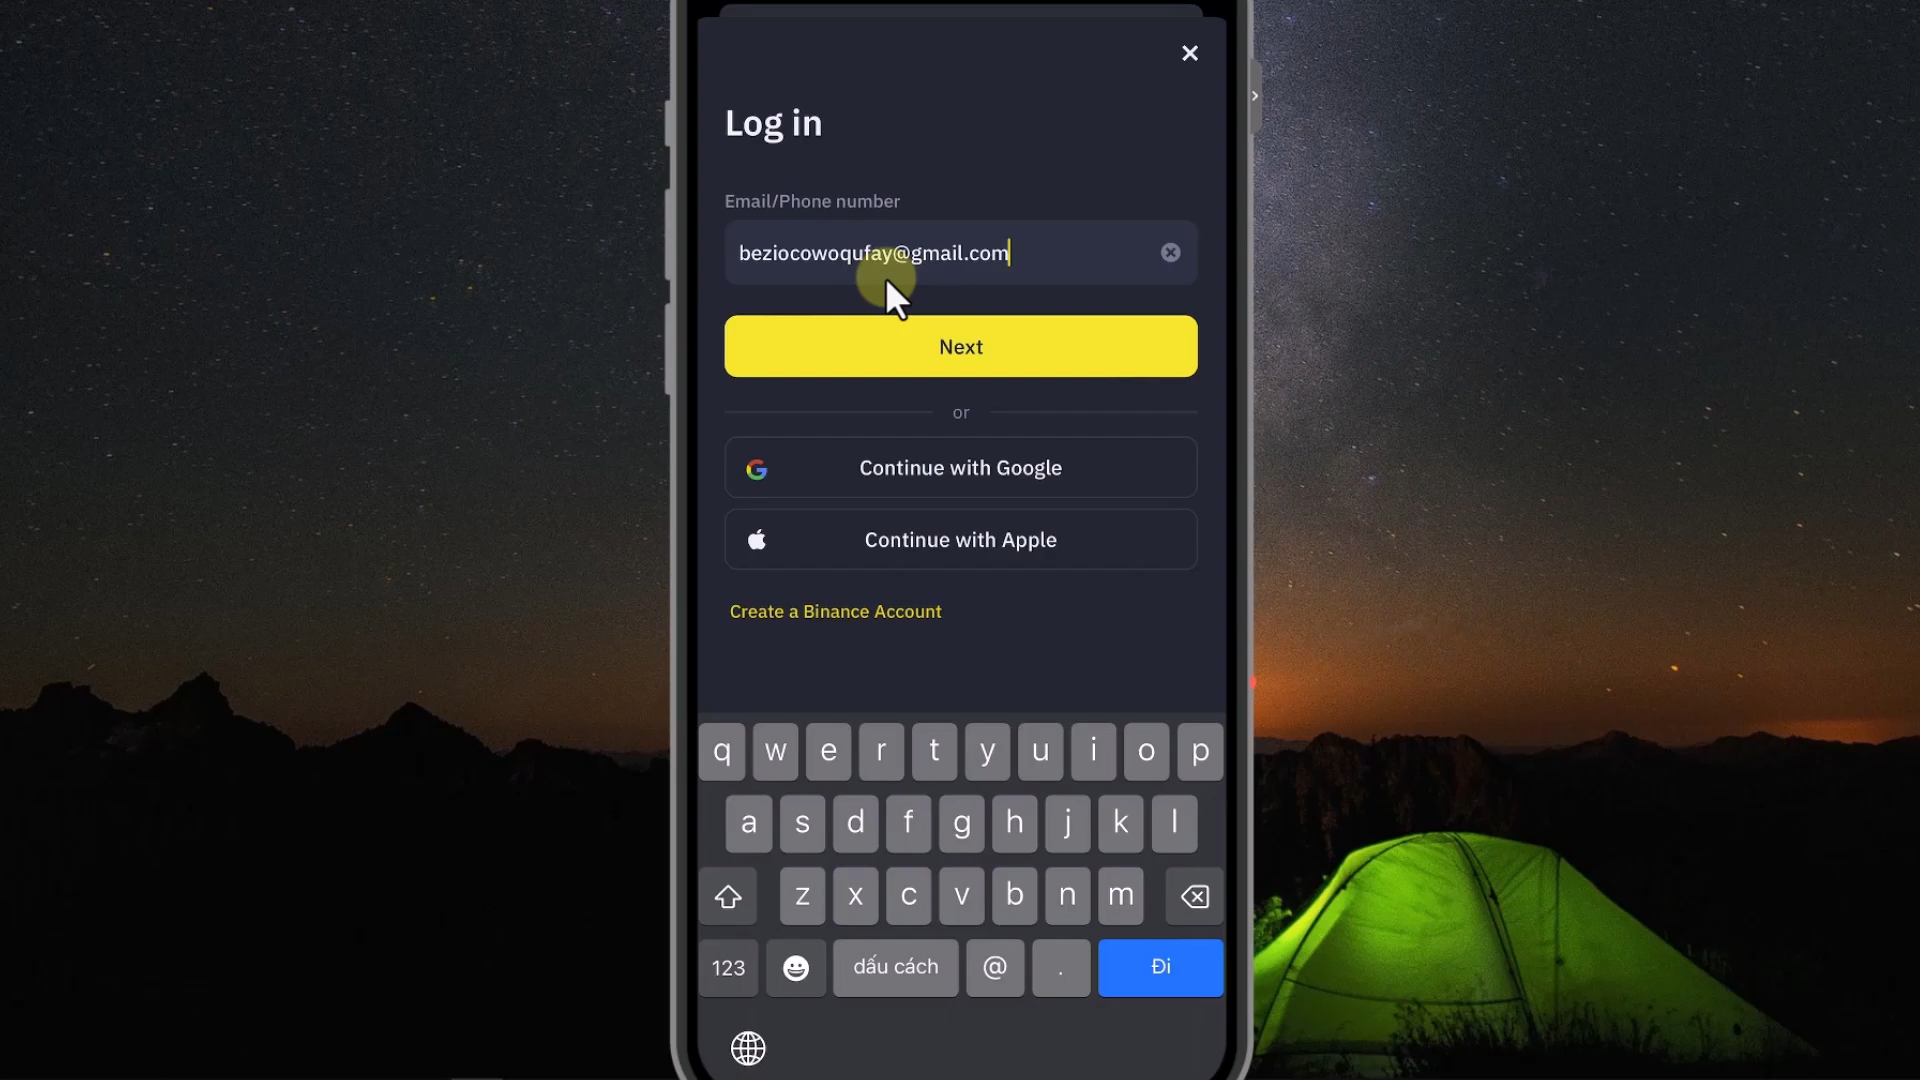 Log in
Email/Phone number
beziocowoqufay@gmail.com
Next
or
Continue with Google
Continue with Apple
Create a Binance Account
q w e r t y u i o p
a s d f g h j k l
z x c v b n m
123 dấu cách @ . Đi